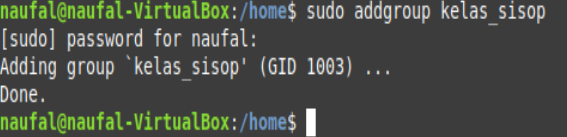 naufal@naufal-VirtualBox:/home$ sudo addgroup kelas_sisop
[sudo] password for naufal:
Adding group `kelas_sisop' (GID 1003) ...
Done.
naufal@naufal-VirtualBox:/home$